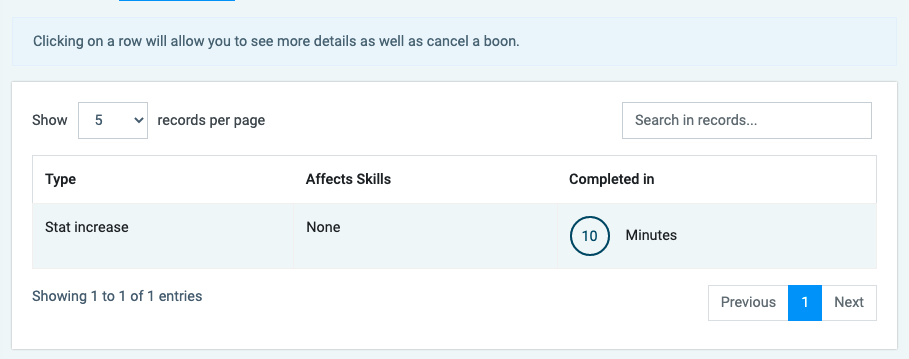 Clicking on a row will allow you to see more details as well as cancel a boon.
Show 5 records per page
Search in records...
Type Affects Skills Completed in
Stat increase None 10 Minutes
Showing 1 to 1 of 1 entries
Previous 1 Next